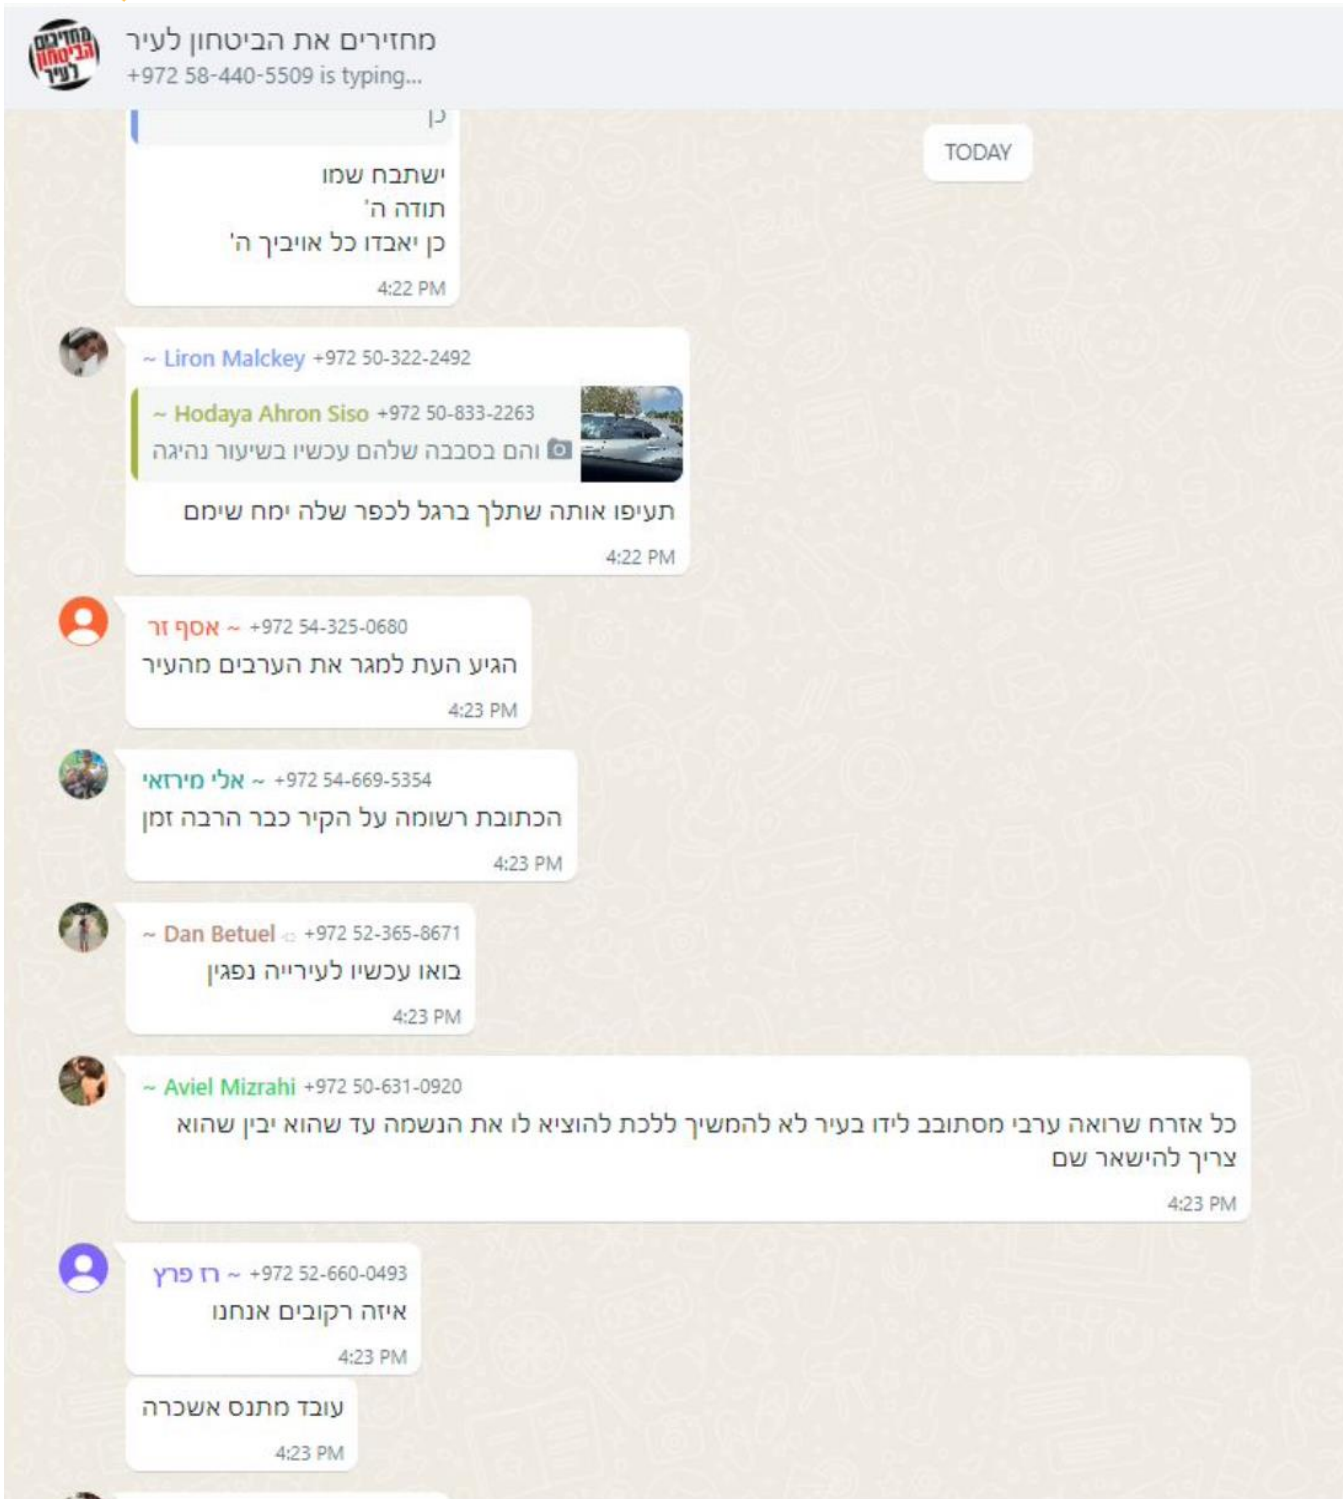 מחזירים
הביטחון
לעיר
מחזירים את הביטחון לעיר
+972 58-440-5509 is typing...
כן
ישתבח שמו
תודה ה'
כן יאבדו כל אויביך ה'
4:22 PM
TODAY
~ Liron Malckey +972 50-322-2492
~ Hodaya Ahron Siso +972 50-833-2263
והם בסבבה שלהם עכשיו בשיעור נהיגה
תעיפו אותה שתלך ברגל לכפר שלה ימח שימם
4:22 PM
~ אסף זר +972 54-325-0680
הגיע העת למגר את הערבים מהעיר
4:23 PM
~ אלי מירזאי +972 54-669-5354
הכתובת רשומה על הקיר כבר הרבה זמן
4:23 PM
~ Dan Betuel +972 52-365-8671
בואו עכשיו לעירייה נפגין
4:23 PM
~ Aviel Mizrahi +972 50-631-0920
כל אזרח שרואה ערבי מסתובב לידו בעיר לא להמשיך ללכת להוציא לו את הנשמה עד שהוא יבין שהוא
צריך להישאר שם
4:23 PM
~ רז פרץ +972 52-660-0493
איזה רקובים אנחנו
4:23 PM
עובד מתנס אשכרה
4:23 PM